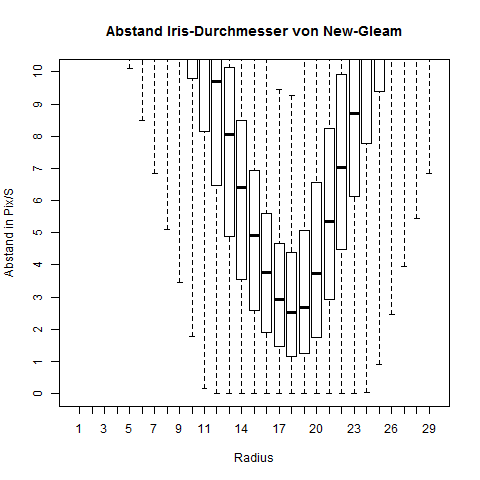 Abstand Iris-Durchmesser von New-Gleam
Abstand in Pix/S
10
9
8
7
6
5
4
3
2
1
0
1 3 5 7 9 11 14 17 20 23 26 29
Radius